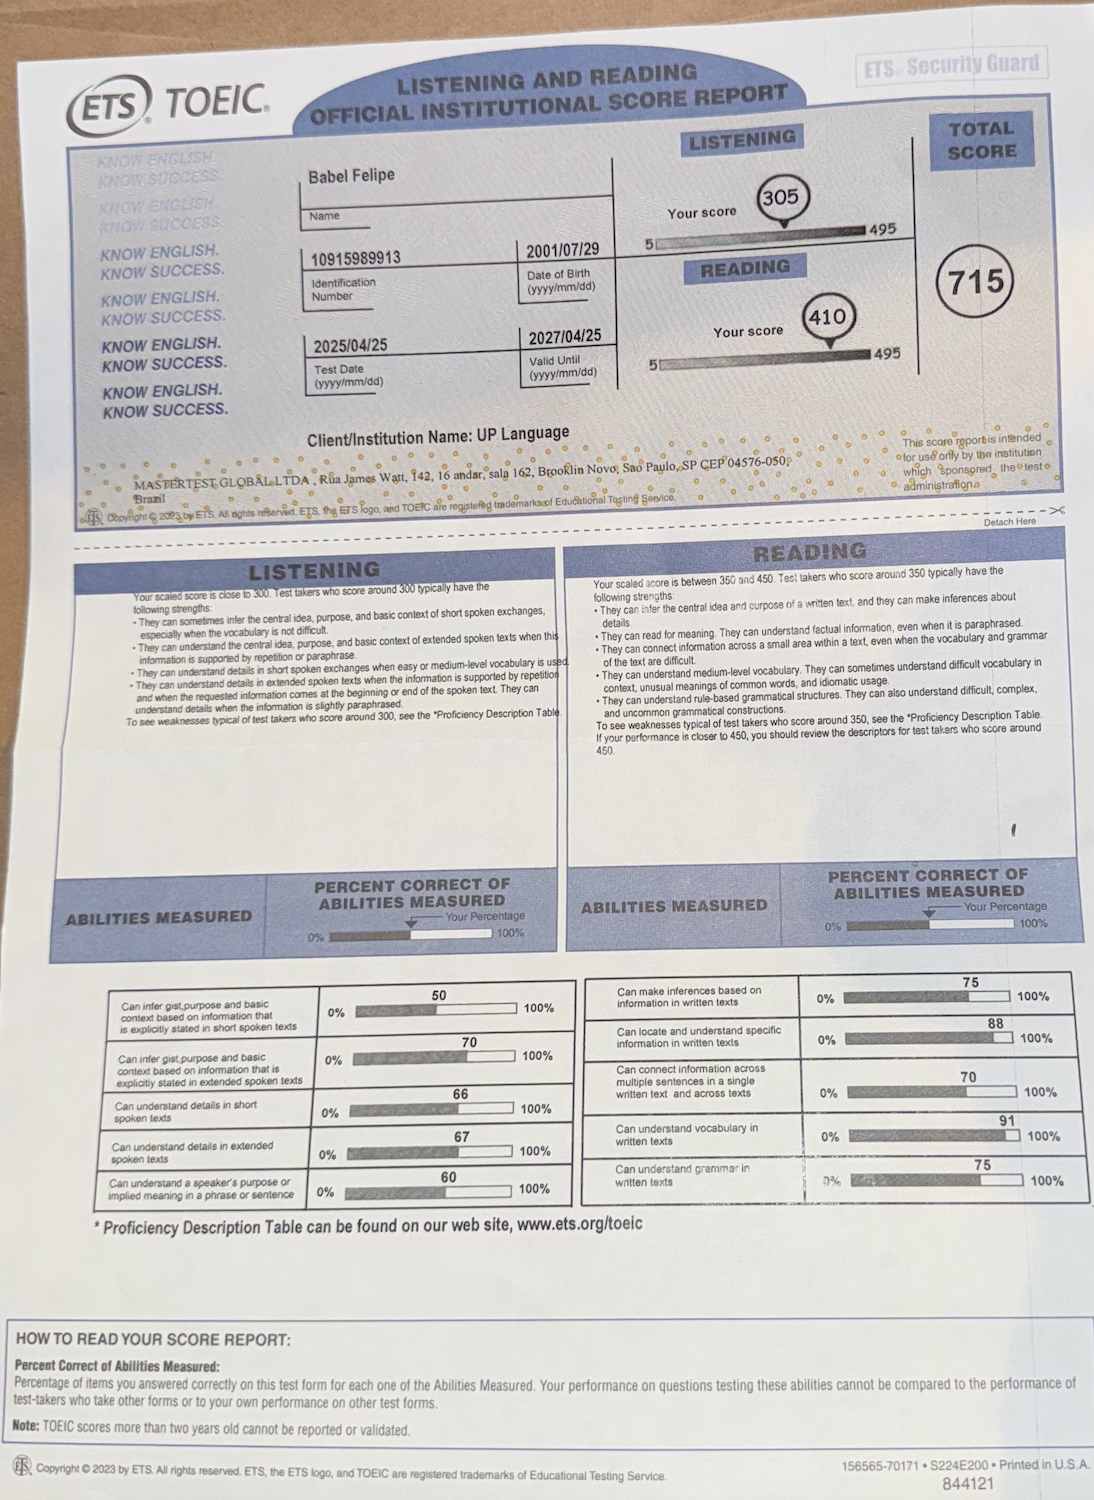 ETS® TOEIC®
LISTENING AND READING
OFFICIAL INSTITUTIONAL SCORE REPORT
ETS Security Guard
KNOW ENGLISH.
KNOW SUCCESS.
KNOW ENGLISH.
KNOW SUCCESS.
KNOW ENGLISH.
KNOW SUCCESS.
KNOW ENGLISH.
KNOW SUCCESS.
KNOW ENGLISH.
KNOW SUCCESS.
KNOW ENGLISH.
KNOW SUCCESS.
Babel Felipe
Name
10915989913
Identification
Number
2001/07/29
Date of Birth
(yyyy/mm/dd)
2025/04/25
Test Date
(yyyy/mm/dd)
2027/04/25
Valid Until
(yyyy/mm/dd)
LISTENING
Your score
305
5
495
READING
Your score
410
5
495
TOTAL
SCORE
715
Client/Institution Name: UP Language
MASTERTEST GLOBAL LTDA , Rua James Watt, 142, 16 andar, sala 162, Brooklin Novo, Sao Paulo, SP CEP 04576-050,
Brazil
This score report is intended
for use only by the institution
which sponsored the test
administration.
ETS Copyright © 2023 by ETS. All rights reserved. ETS, the ETS logo, and TOEIC are registered trademarks of Educational Testing Service.
Detach Here
LISTENING
Your scaled score is close to 300. Test takers who score around 300 typically have the
following strengths:
• They can sometimes infer the central idea, purpose, and basic context of short spoken exchanges,
especially when the vocabulary is not difficult.
• They can understand the central idea, purpose, and basic context of extended spoken texts when this
information is supported by repetition or paraphrase.
• They can understand details in short spoken exchanges when easy or medium-level vocabulary is used.
• They can understand details in extended spoken texts when the information is supported by repetition
and when the requested information comes at the beginning or end of the spoken text. They can
understand details when the information is slightly paraphrased.
To see weaknesses typical of test takers who score around 300, see the *Proficiency Description Table.
READING
Your scaled score is between 350 and 450. Test takers who score around 350 typically have the
following strengths:
• They can infer the central idea and purpose of a written text, and they can make inferences about
details.
• They can read for meaning. They can understand factual information, even when it is paraphrased.
• They can connect information across a small area within a text, even when the vocabulary and grammar
of the text are difficult.
• They can understand medium-level vocabulary. They can sometimes understand difficult vocabulary in
context, unusual meanings of common words, and idiomatic usage.
• They can understand rule-based grammatical structures. They can also understand difficult, complex,
and uncommon grammatical constructions.
To see weaknesses typical of test takers who score around 350, see the *Proficiency Description Table.
If your performance is closer to 450, you should review the descriptors for test takers who score around
450.
ABILITIES MEASURED
PERCENT CORRECT OF
ABILITIES MEASURED
Your Percentage
0%
100%
ABILITIES MEASURED
PERCENT CORRECT OF
ABILITIES MEASURED
Your Percentage
0%
100%
Can infer gist,purpose and basic
context based on information that
is explicitly stated in short spoken texts
0%
50
100%
Can infer gist,purpose and basic
context based on information that is
explicitly stated in extended spoken texts
0%
70
100%
Can understand details in short
spoken texts
0%
66
100%
Can understand details in extended
spoken texts
0%
67
100%
Can understand a speaker's purpose or
implied meaning in a phrase or sentence
0%
60
100%
Can make inferences based on
information in written texts
0%
75
100%
Can locate and understand specific
information in written texts
0%
88
100%
Can connect information across
multiple sentences in a single
written text and across texts
0%
70
100%
Can understand vocabulary in
written texts
0%
91
100%
Can understand grammar in
written texts
0%
75
100%
* Proficiency Description Table can be found on our web site, www.ets.org/toeic
HOW TO READ YOUR SCORE REPORT:
Percent Correct of Abilities Measured:
Percentage of items you answered correctly on this test form for each one of the Abilities Measured. Your performance on questions testing these abilities cannot be compared to the performance of
test-takers who take other forms or to your own performance on other test forms.
Note: TOEIC scores more than two years old cannot be reported or validated.
ETS Copyright © 2023 by ETS. All rights reserved. ETS, the ETS logo, and TOEIC are registered trademarks of Educational Testing Service.
156565-70171 • S224E200 • Printed in U.S.A.
844121